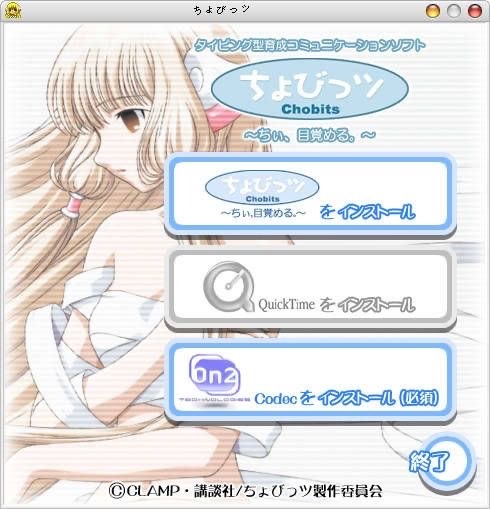 ちょびっツ
タイピング型育成コミュニケーションソフト
ちょびっツ
Chobits
～ちぃ、目覚める。～
ちょびっツ
Chobits
～ちぃ,目覚める。～ をインストール
QuickTime をインストール
On2
TECHNOLOGIES
Codec をインストール (必須)
終了
©CLAMP・講談社/ちょびっツ製作委員会